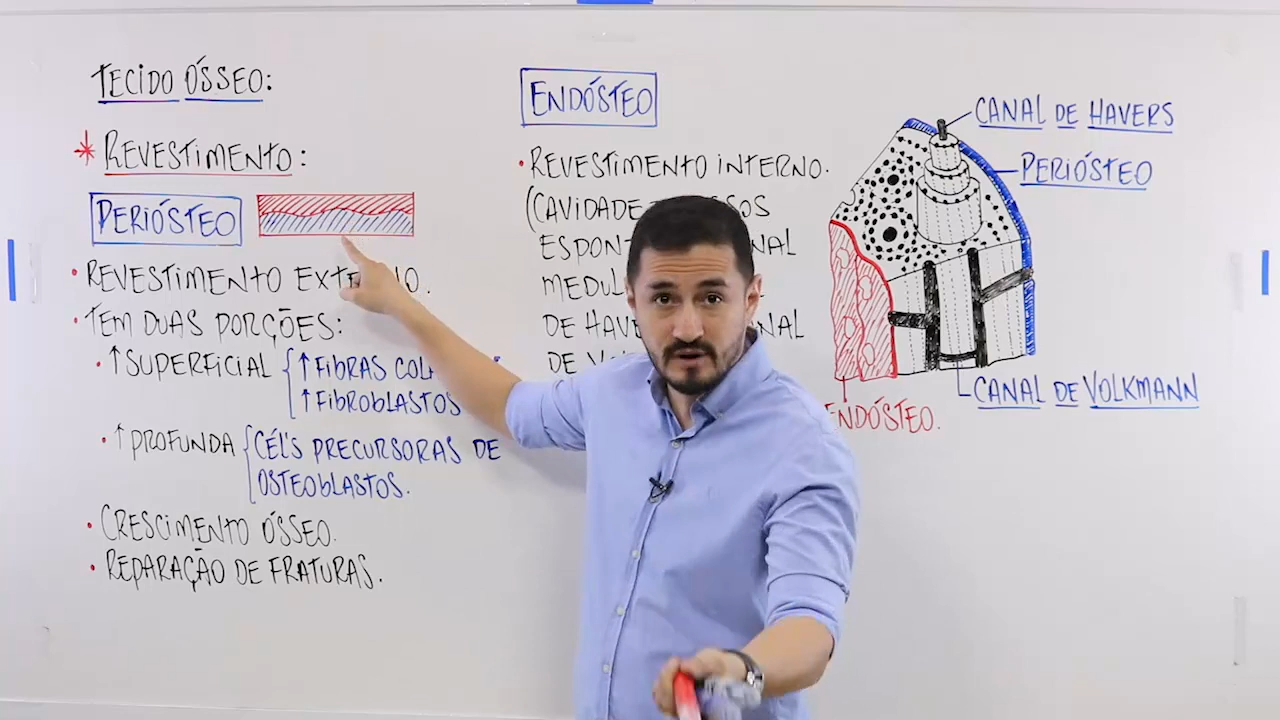 TECIDO ÓSSEO:
* REVESTIMENTO:
PERIÓSTEO
• REVESTIMENTO EXTE O.
• TEM DUAS PORÇÕES:
• ↑ SUPERFICIAL { ↑ FIBRAS COL
↑ FIBROBLASTOS
• ↑ PROFUNDA { CÉL'S PRECURSORAS DE
OSTEOBLASTOS.
• CRESCIMENTO ÓSSEO.
• REPARAÇÃO DE FRATURAS.
ENDÓSTEO
• REVESTIMENTO INTERNO.
(CAVIDADE SOS
ESPON NAL
MEDUL
DE HAV NAL
DE VO
CANAL DE HAVERS
PERIÓSTEO
CANAL DE VOLKMANN
ENDÓSTEO.